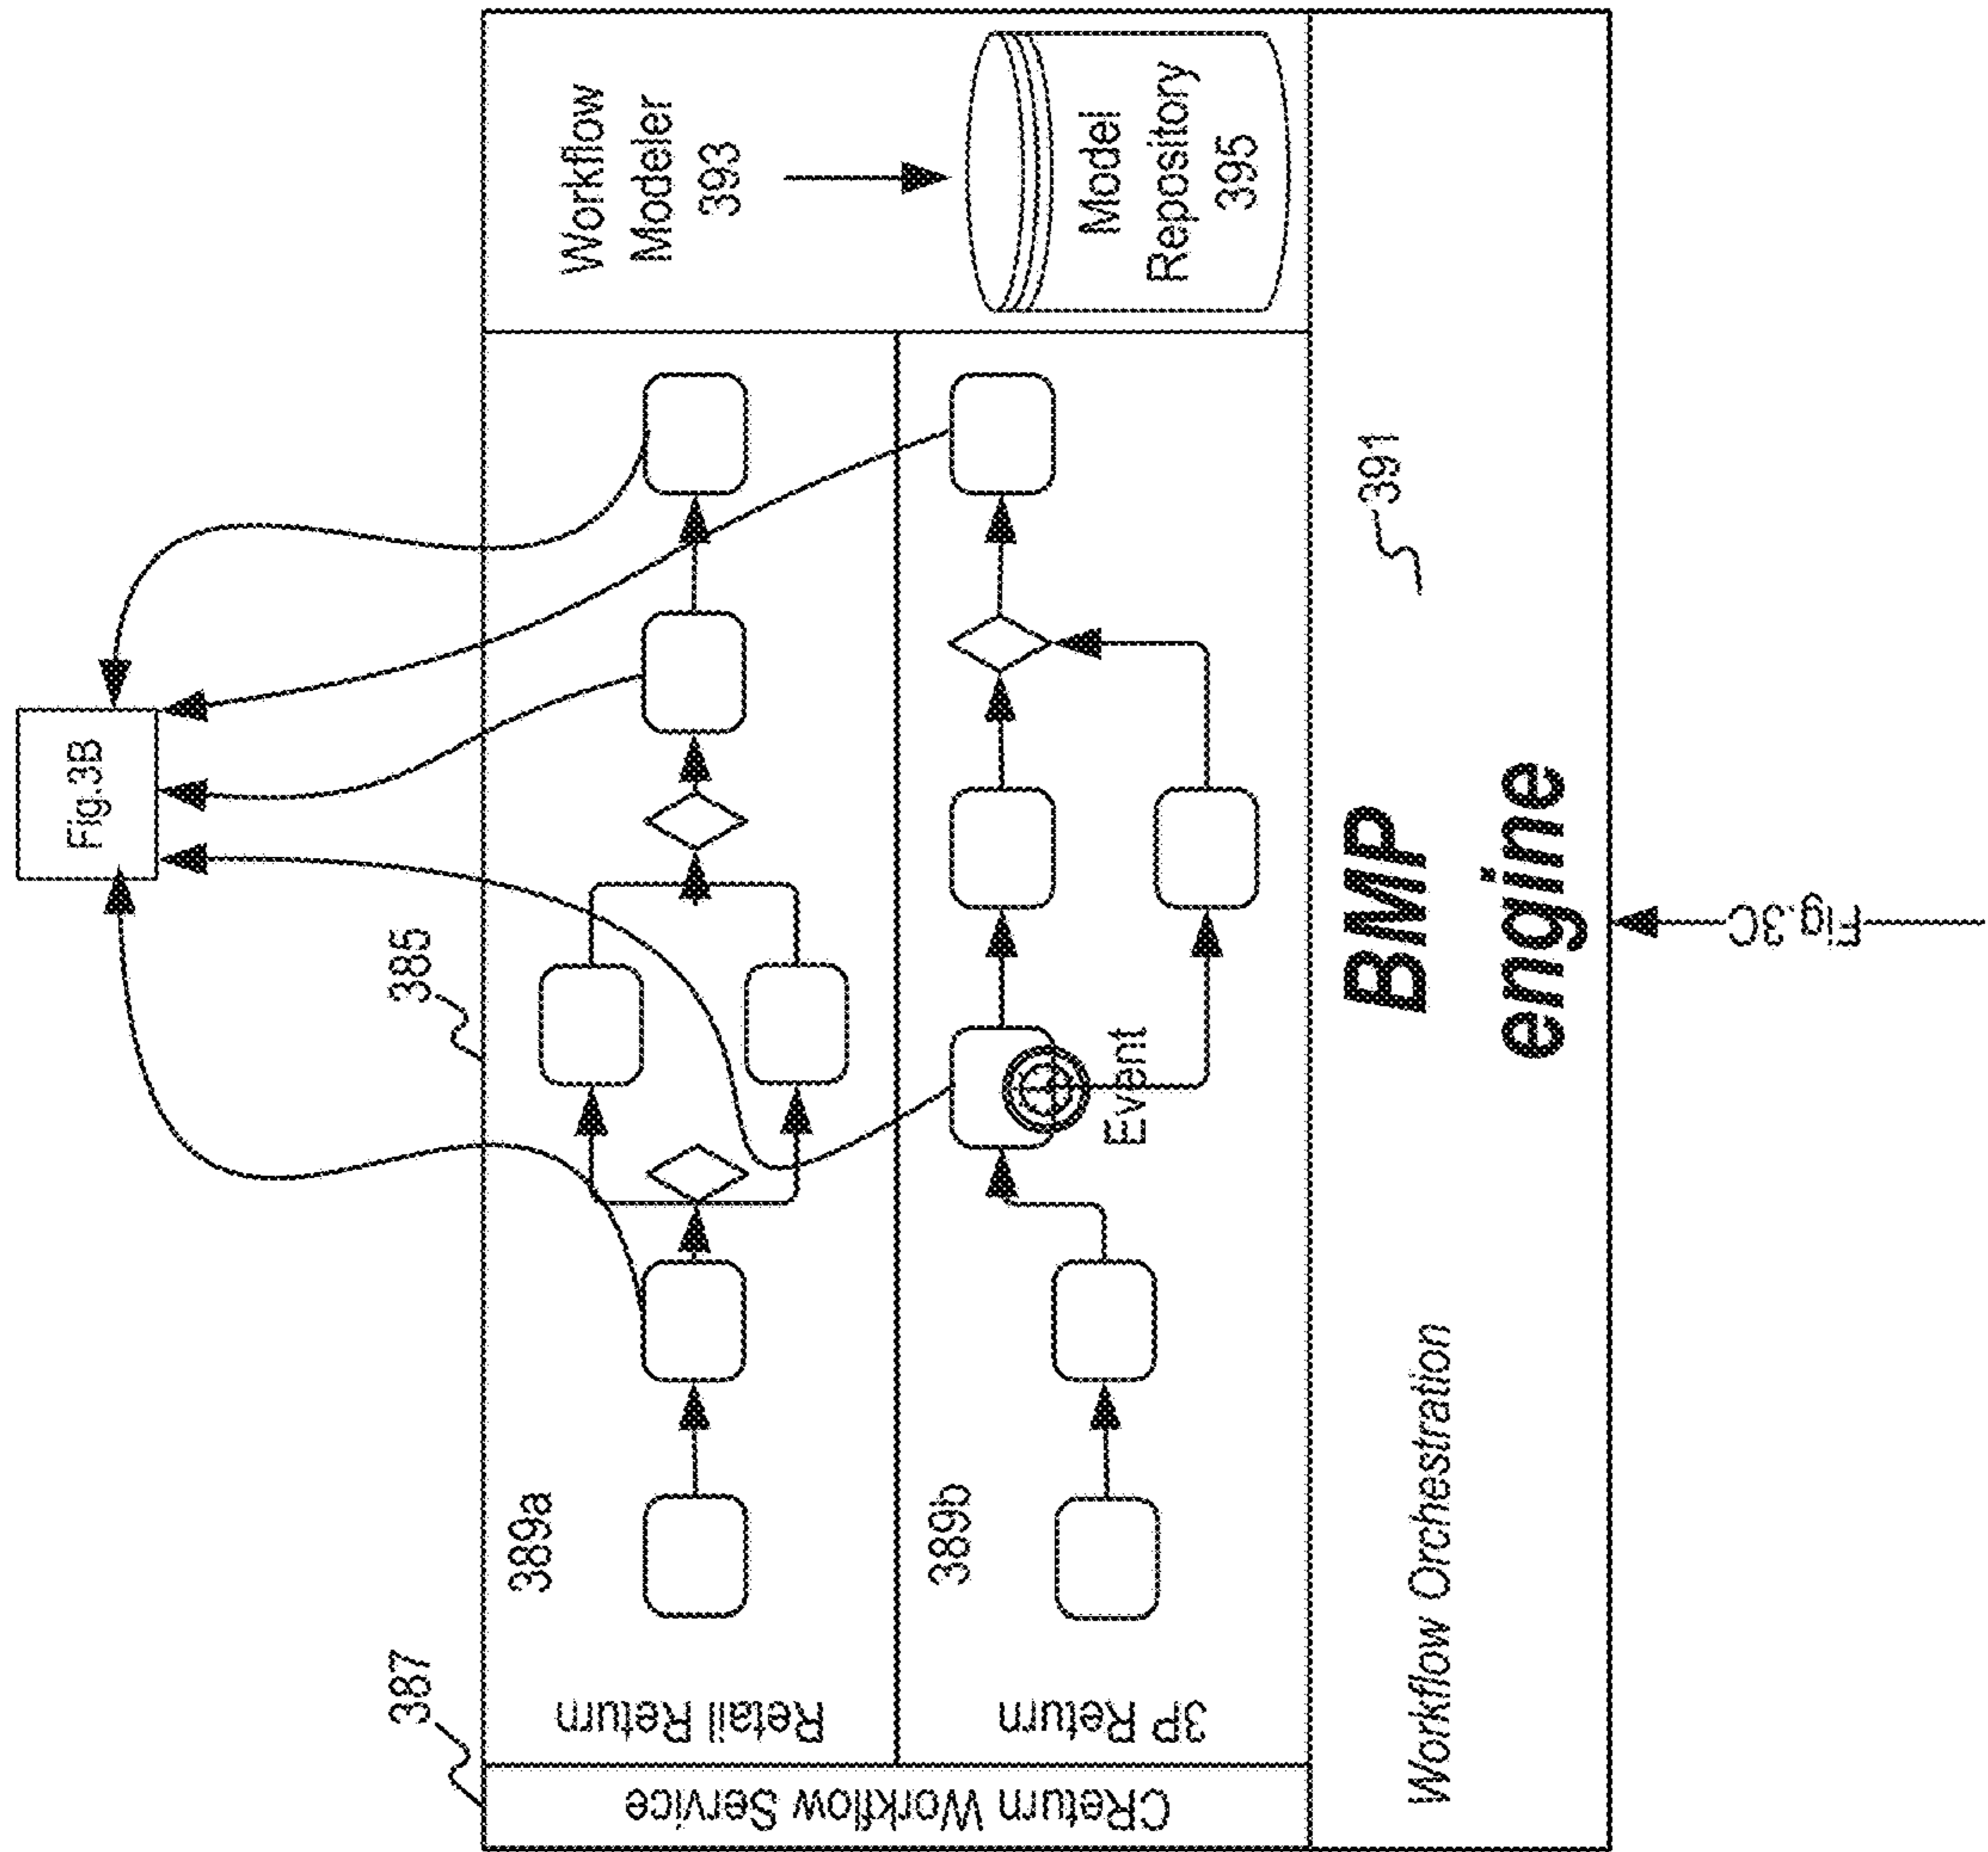 Fig.3B
387
385
CReturn Workflow Service
Retail Return
389a
Workflow
Modeler
393
3P Return
389b
Event
Model
Repository
395
Workflow Orchestration
BMP
engine
391
Fig.3C